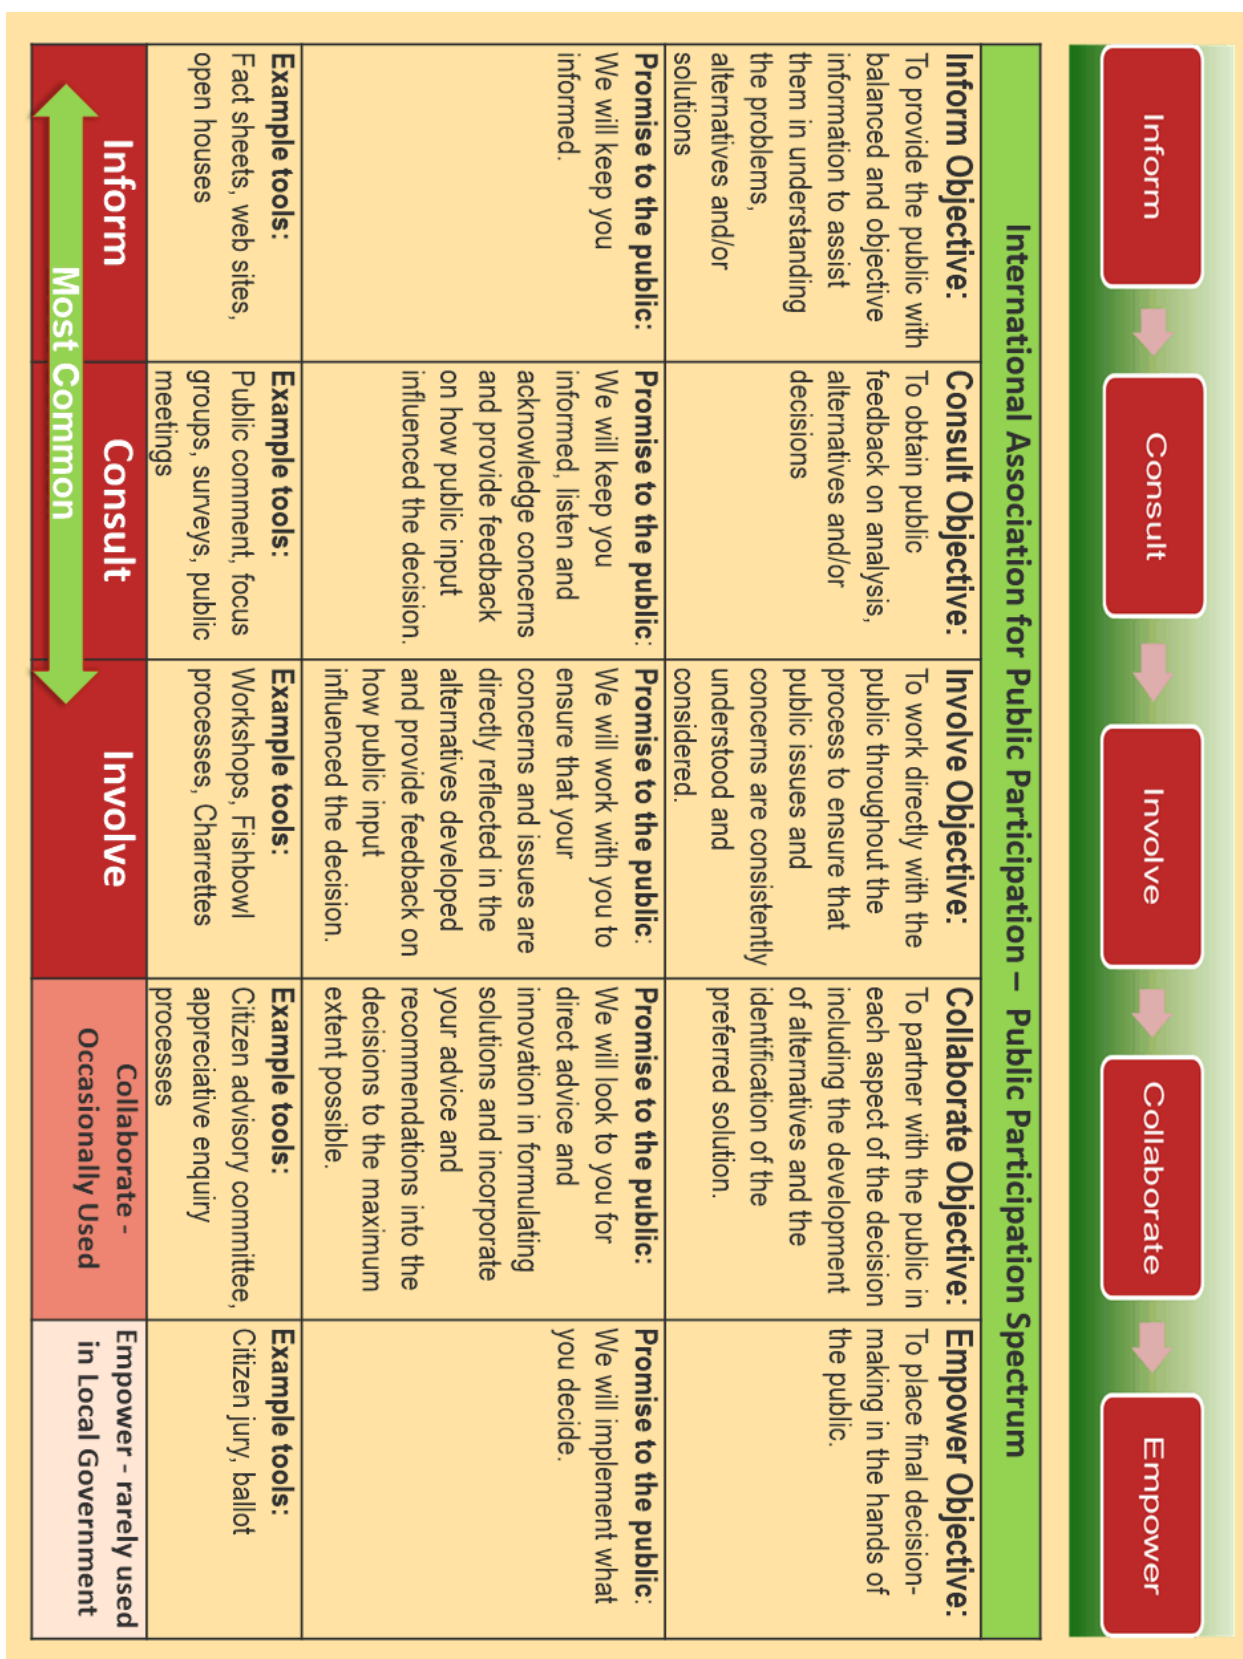 Inform
Consult
Involve
Collaborate
Empower
International Association for Public Participation – Public Participation Spectrum
Inform Objective:
To provide the public with
balanced and objective
information to assist
them in understanding
the problems,
alternatives and/or
solutions
Consult Objective:
To obtain public
feedback on analysis,
alternatives and/or
decisions
Involve Objective:
To work directly with the
public throughout the
process to ensure that
public issues and
concerns are consistently
understood and
considered.
Collaborate Objective:
To partner with the public in
each aspect of the decision
including the development
of alternatives and the
identification of the
preferred solution.
Empower Objective:
To place final decision-
making in the hands of
the public.
Promise to the public:
We will keep you
informed.
Promise to the public:
We will keep you
informed, listen and
acknowledge concerns
and provide feedback
on how public input
influenced the decision.
Promise to the public:
We will work with you to
ensure that your
concerns and issues are
directly reflected in the
alternatives developed
and provide feedback on
how public input
influenced the decision.
Promise to the public:
We will look to you for
direct advice and
innovation in formulating
solutions and incorporate
your advice and
recommendations into the
decisions to the maximum
extent possible.
Promise to the public:
We will implement what
you decide.
Example tools:
Fact sheets, web sites,
open houses
Example tools:
Public comment, focus
groups, surveys, public
meetings
Example tools:
Workshops, Fishbowl
processes, Charrettes
Example tools:
Citizen advisory committee,
appreciative enquiry
processes
Example tools:
Citizen jury, ballot
Inform
Consult
Involve
Collaborate -
Occasionally Used
Empower - rarely used
in Local Government
Most Common